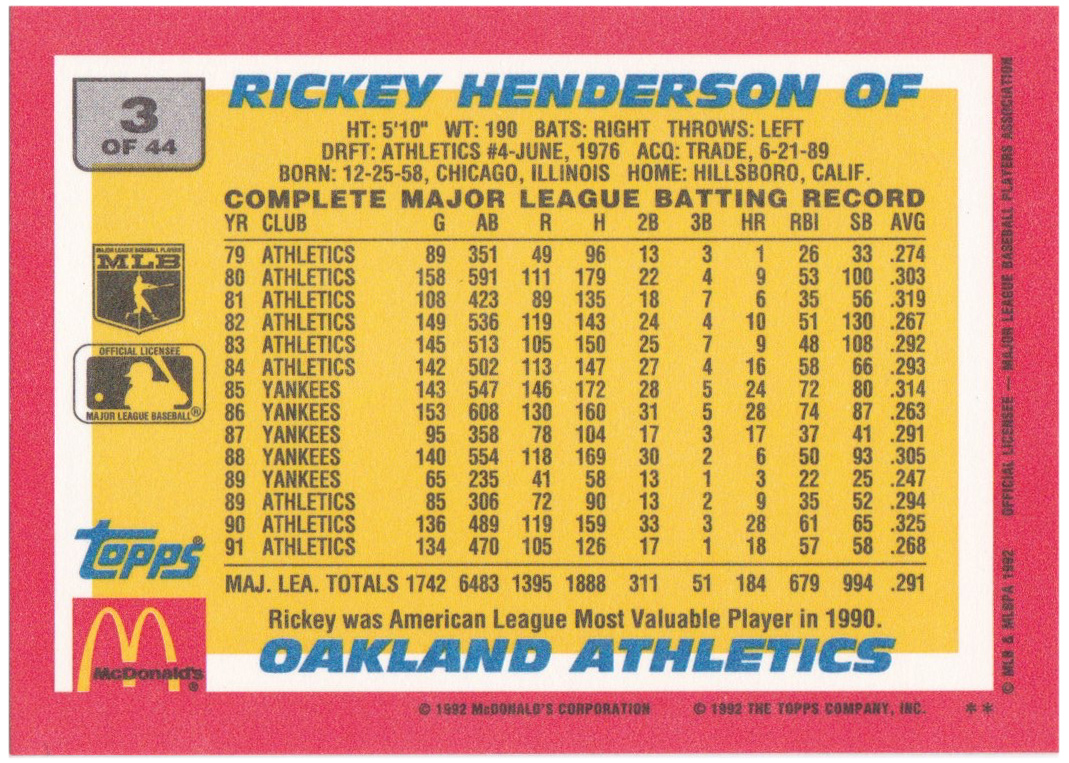 3
OF 44
RICKEY HENDERSON OF
HT: 5'10" WT: 190 BATS: RIGHT THROWS: LEFT
DRFT: ATHLETICS #4-JUNE, 1976 ACQ: TRADE, 6-21-89
BORN: 12-25-58, CHICAGO, ILLINOIS HOME: HILLSBORO, CALIF.
COMPLETE MAJOR LEAGUE BATTING RECORD
YR CLUB G AB R H 2B 3B HR RBI SB AVG
79 ATHLETICS 89 351 49 96 13 3 1 26 33 .274
80 ATHLETICS 158 591 111 179 22 4 9 53 100 .303
81 ATHLETICS 108 423 89 135 18 7 6 35 56 .319
82 ATHLETICS 149 536 119 143 24 4 10 51 130 .267
83 ATHLETICS 145 513 105 150 25 7 9 48 108 .292
84 ATHLETICS 142 502 113 147 27 4 16 58 66 .293
85 YANKEES 143 547 146 172 28 5 24 72 80 .314
86 YANKEES 153 608 130 160 31 5 28 74 87 .263
87 YANKEES 95 358 78 104 17 3 17 37 41 .291
88 YANKEES 140 554 118 169 30 2 6 50 93 .305
89 YANKEES 65 235 41 58 13 1 3 22 25 .247
89 ATHLETICS 85 306 72 90 13 2 9 35 52 .294
90 ATHLETICS 136 489 119 159 33 3 28 61 65 .325
91 ATHLETICS 134 470 105 126 17 1 18 57 58 .268
MAJ. LEA. TOTALS 1742 6483 1395 1888 311 51 184 679 994 .291
Rickey was American League Most Valuable Player in 1990.
OAKLAND ATHLETICS
MAJOR LEAGUE BASEBALL PLAYERS
MLB
OFFICIAL LICENSEE
MAJOR LEAGUE BASEBALL®
Topps®
McDonald's®
© 1992 McDONALD'S CORPORATION © 1992 THE TOPPS COMPANY, INC. **
© MLB & MLBPA 1992 OFFICIAL LICENSEE — MAJOR LEAGUE BASEBALL PLAYERS ASSOCIATION